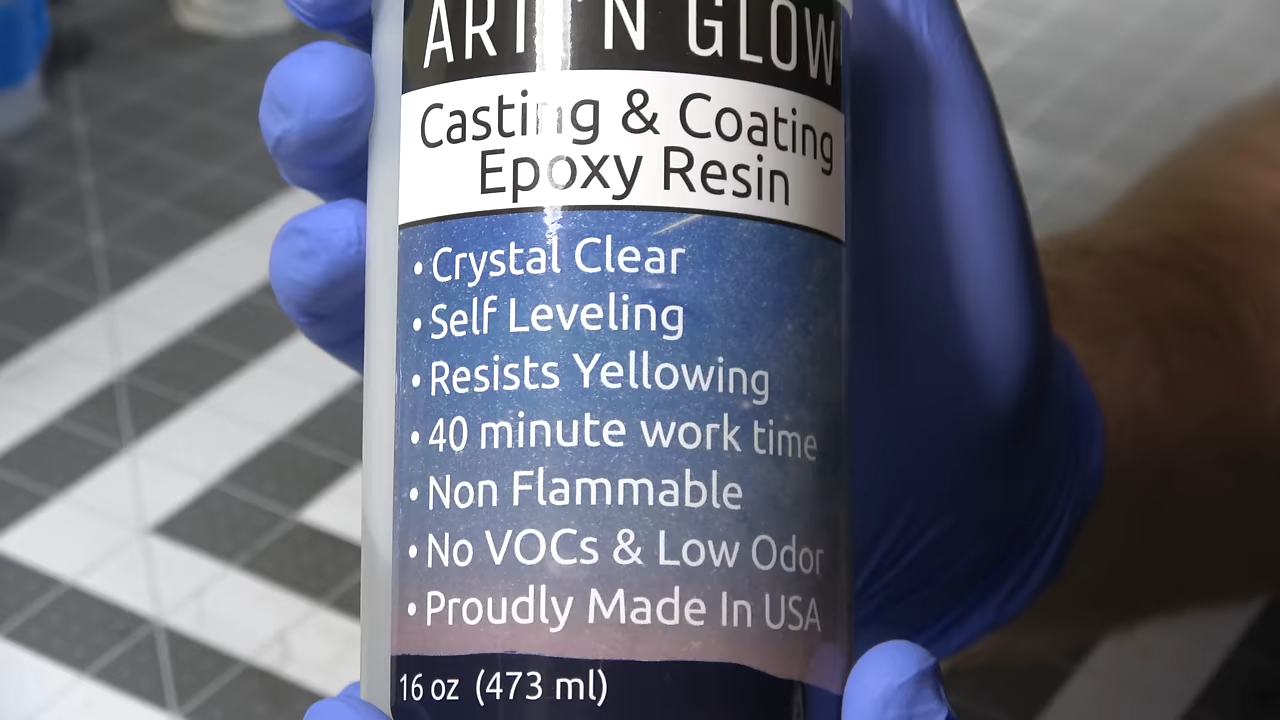 ART 'N GLOW
Casting & Coating
Epoxy Resin
• Crystal Clear
• Self Leveling
• Resists Yellowing
• 40 minute work time
• Non Flammable
• No VOCs & Low Odor
• Proudly Made In USA
16 oz (473 ml)